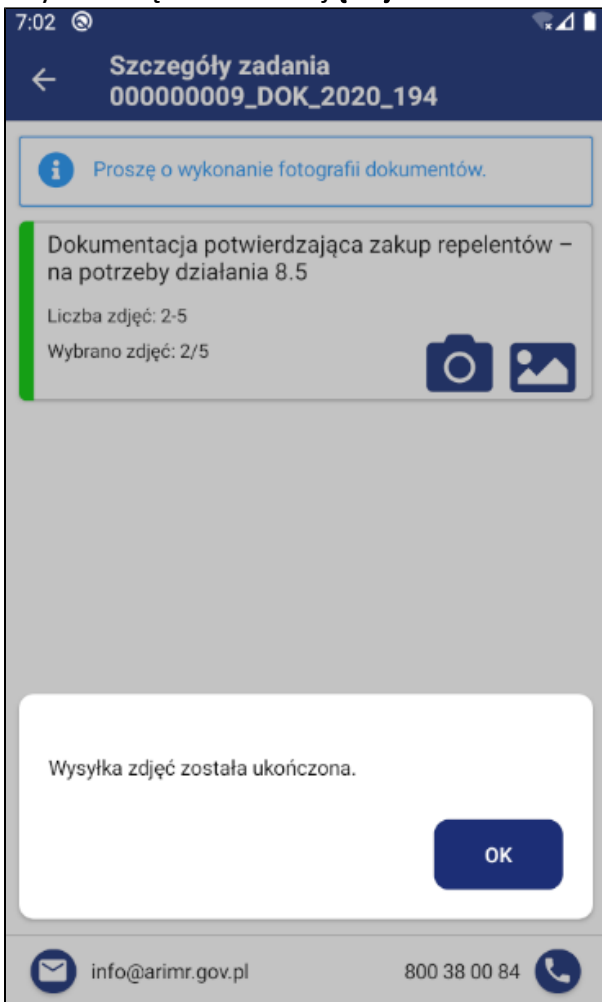 7:02
Szczegóły zadania
000000009_DOK_2020_194
Proszę o wykonanie fotografii dokumentów.
Dokumentacja potwierdzająca zakup repelentów –
na potrzeby działania 8.5
Liczba zdjęć: 2-5
Wybrano zdjęć: 2/5
Wysyłka zdjęć została ukończona.
OK
info@arimr.gov.pl 800 38 00 84